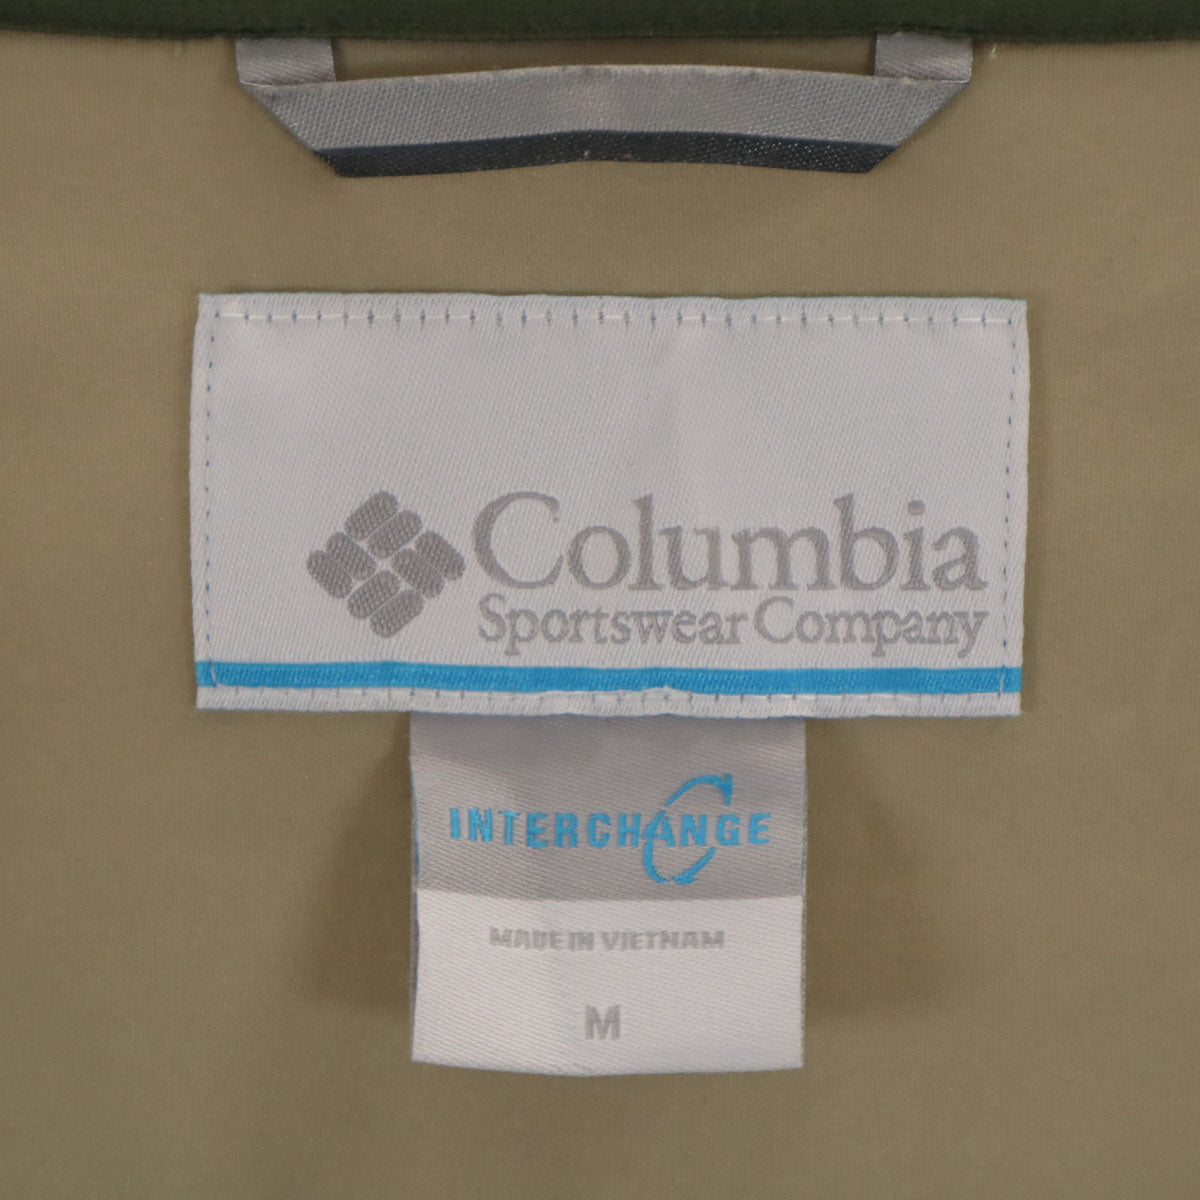 Columbia
Sportswear Company
INTERCHANGE
MADE IN VIETNAM
M